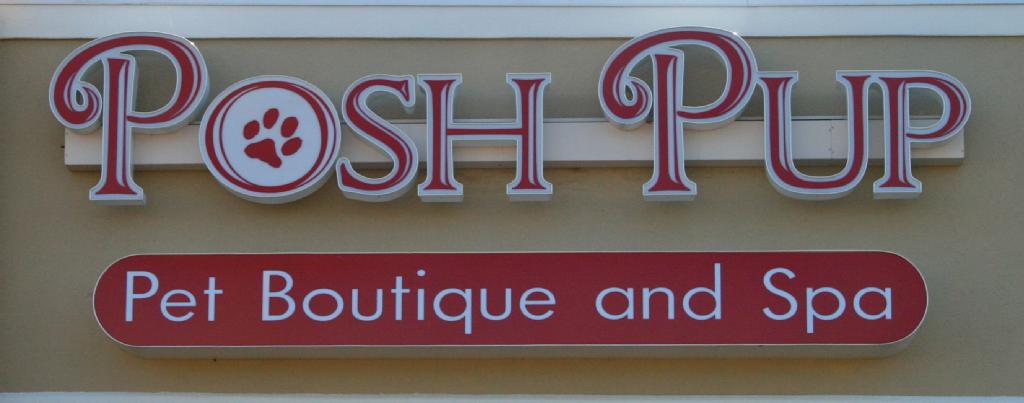 POSH PUP
Pet Boutique and Spa